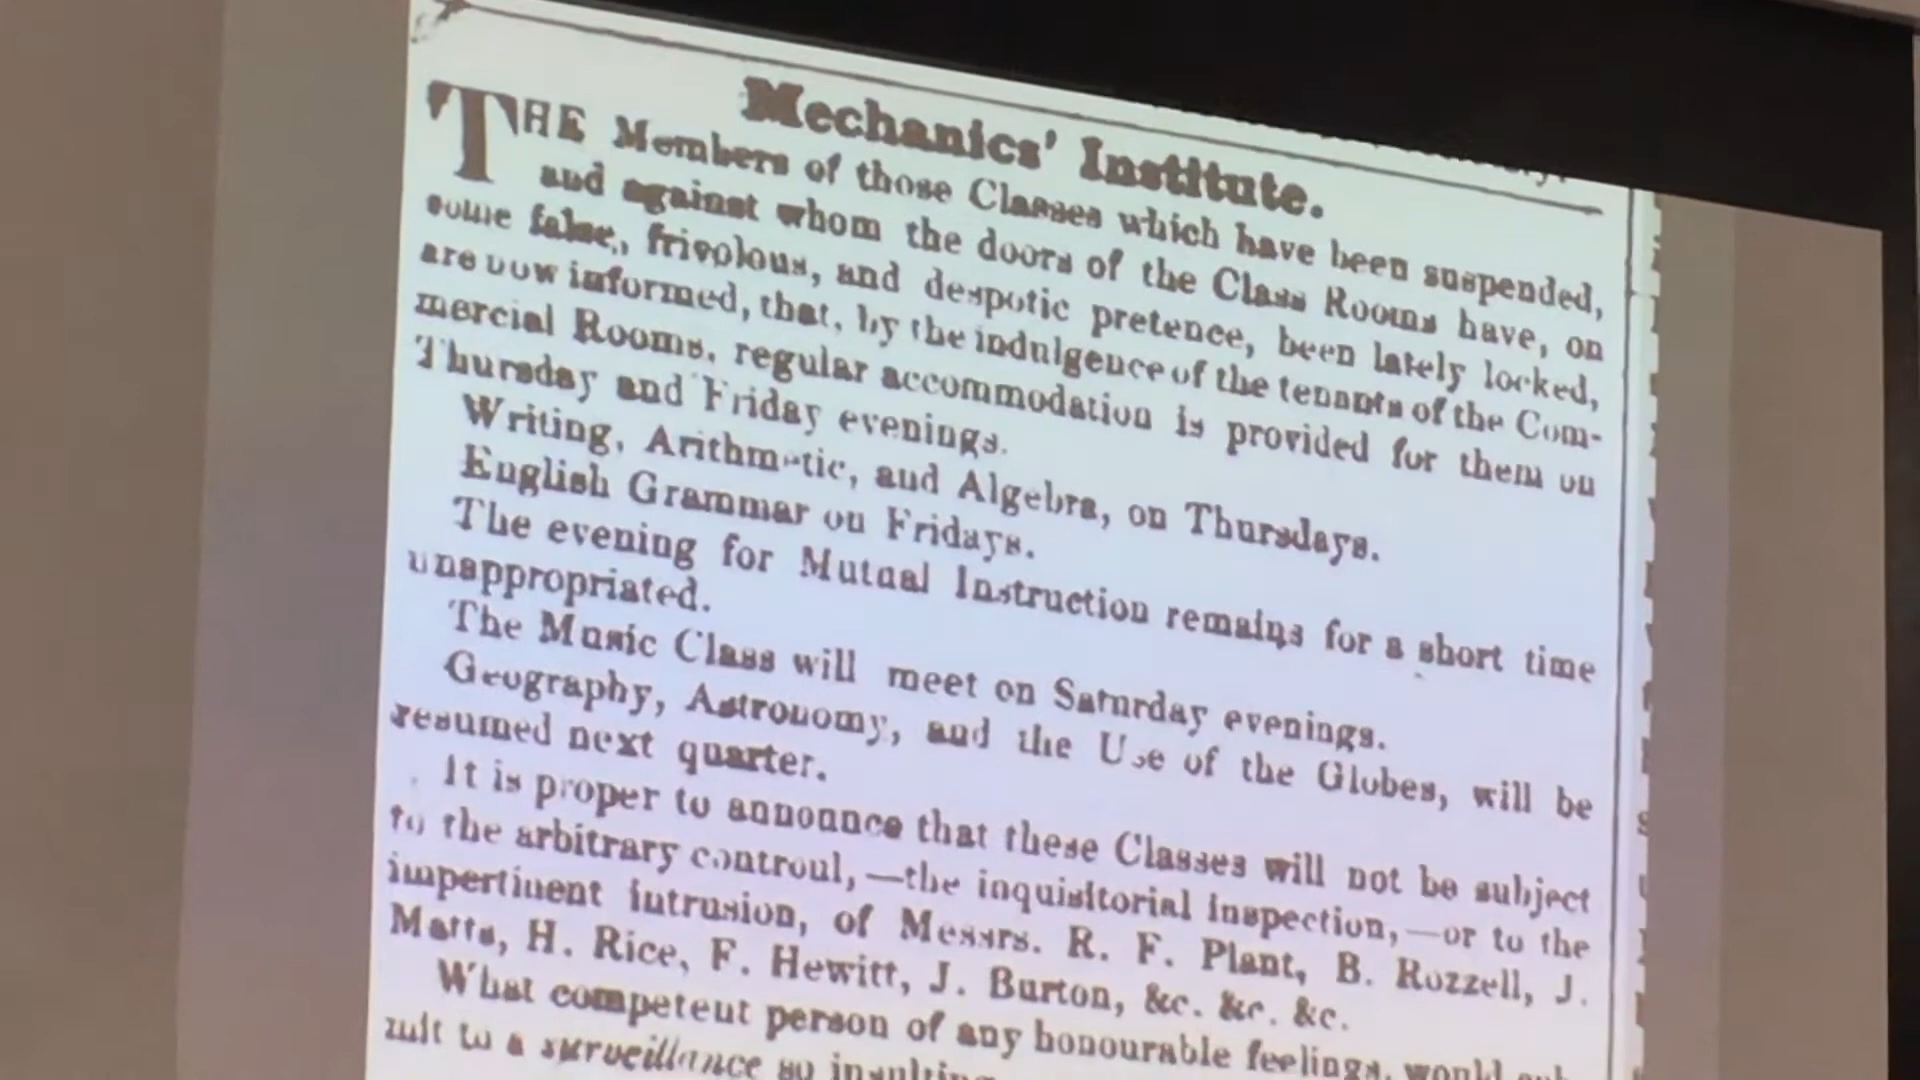 Mechanics' Institute.
THE Members of those Classes which have been suspended,
and against whom the doors of the Class Rooms have, on
some false, frivolous, and despotic pretence, been lately locked,
are now informed, that, by the indulgence of the tenants of the Com-
mercial Rooms, regular accommodation is provided for them on
Thursday and Friday evenings.
Writing, Arithmetic, and Algebra, on Thursdays.
English Grammar on Fridays.
The evening for Mutual Instruction remains for a short time
unappropriated.
The Music Class will meet on Saturday evenings.
Geography, Astronomy, and the Use of the Globes, will be
resumed next quarter.
It is proper to announce that these Classes will not be subject
to the arbitrary controul,—the inquisitorial inspection,—or to the
impertinent intrusion, of Messrs. R. F. Plant, B. Rozzell, J.
Matts, H. Rice, F. Hewitt, J. Burton, &c. &c. &c.
What competent person of any honourable feelings, would sub-
mit to a surveillance so insulting